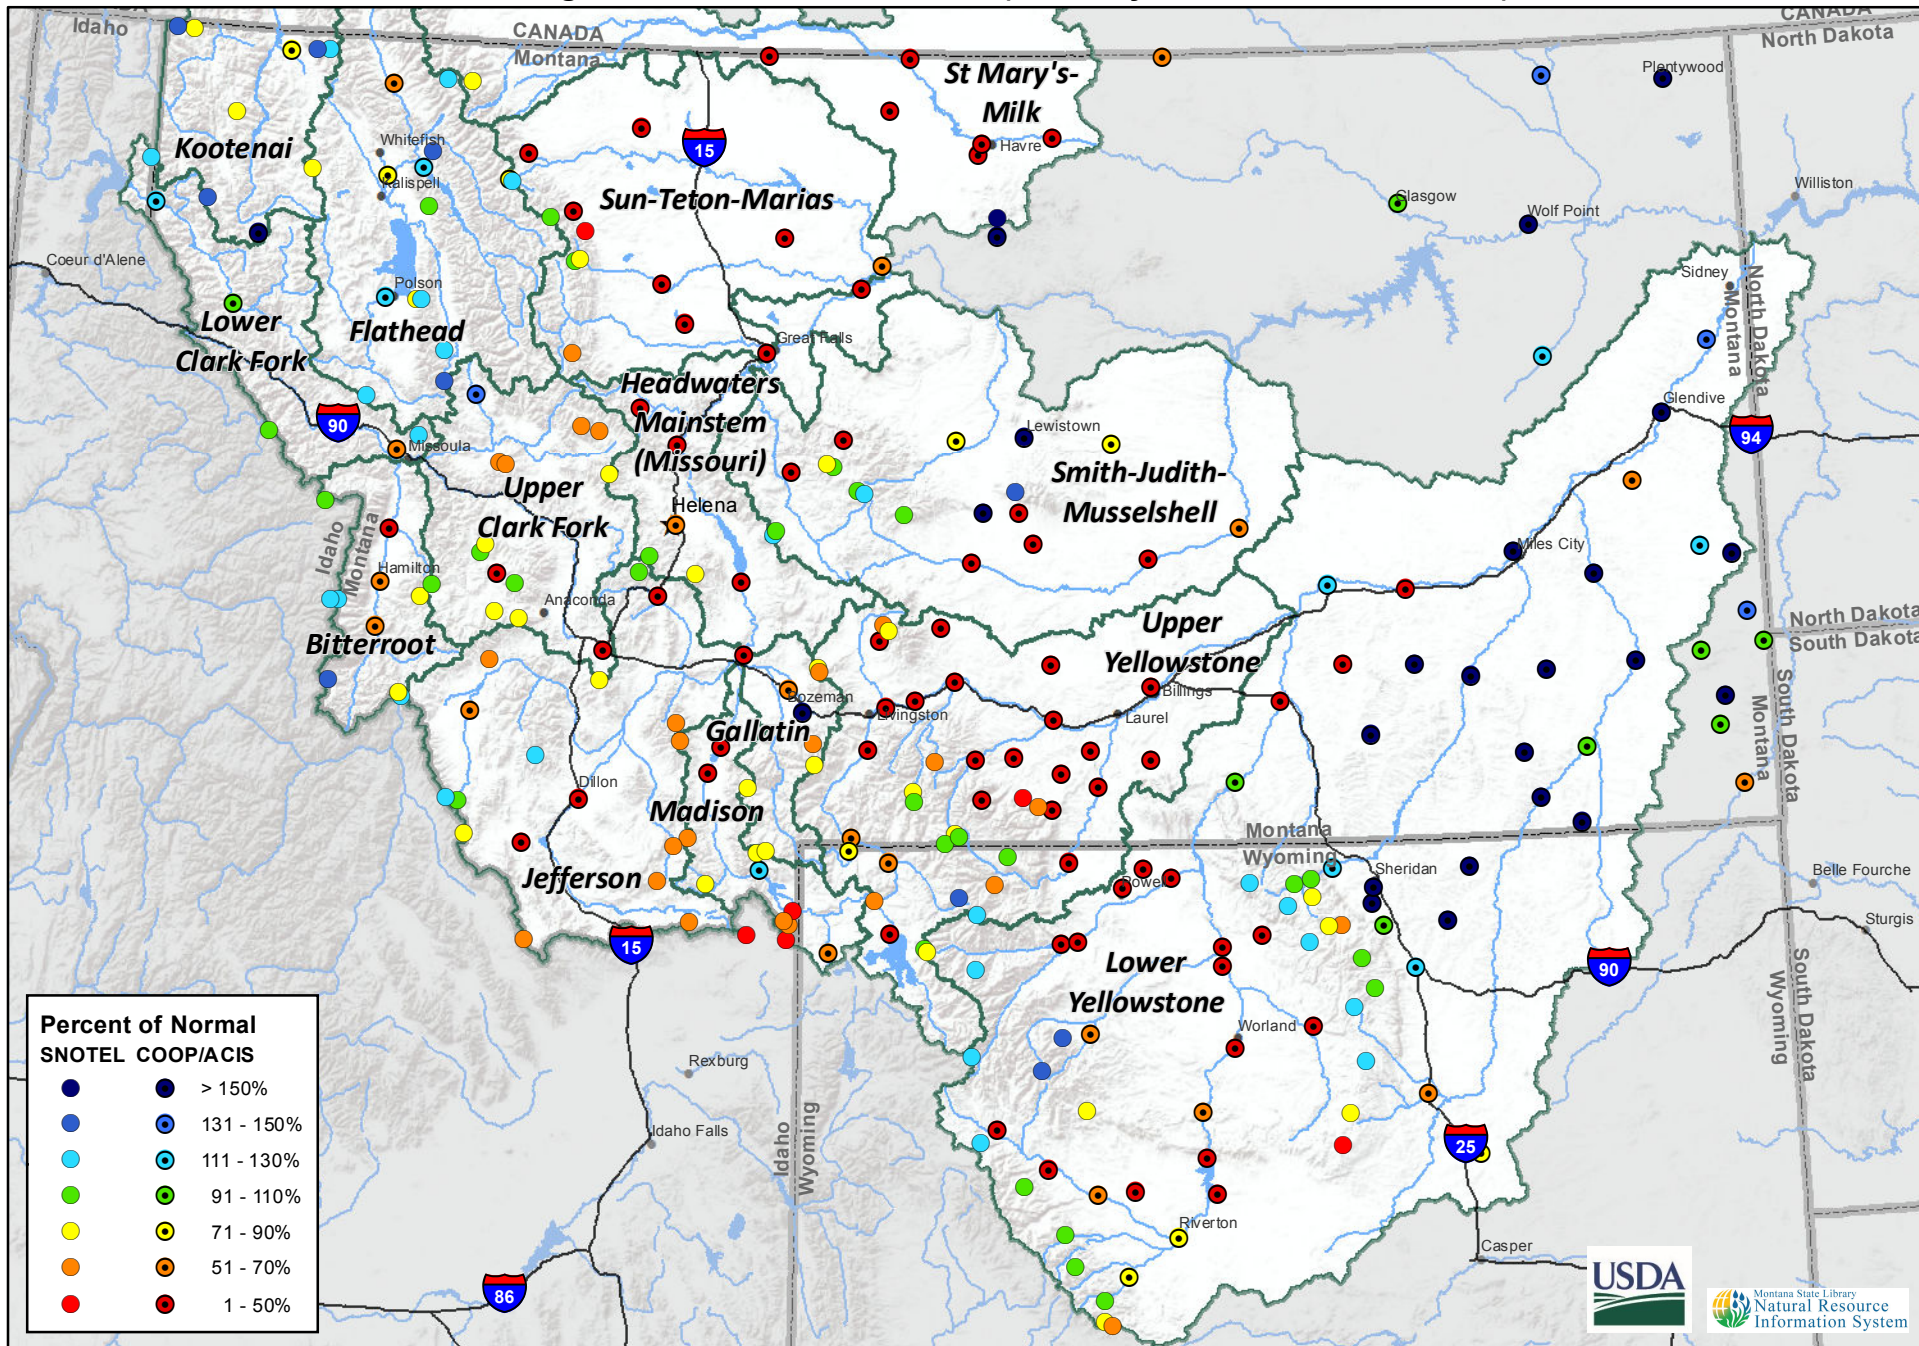 CANADA
Idaho
CANADA
Montana
CANADA
North Dakota
St Mary's-
Milk
Plentywood
Kootenai
Whitefish
15
Havre
Kalispell
Sun-Teton-Marias
Glasgow
Wolf Point
Williston
Coeur d'Alene
Polson
Sidney
North Dakota
Montana
Lower
Clark Fork
Flathead
Great Falls
Headwaters
Mainstem
(Missouri)
90
Missoula
Lewistown
Glendive
94
Smith-Judith-
Musselshell
Upper
Clark Fork
Helena
Idaho
Montana
Hamilton
Miles City
Anaconda
Bitterroot
Upper
Yellowstone
North Dakota
South Dakota
Bozeman
Livingston
Billings
Laurel
Gallatin
South Dakota
Montana
Dillon
Madison
Montana
Wyoming
Jefferson
Powell
Sheridan
Belle Fourche
Sturgis
15
Lower
Yellowstone
90
South Dakota
Wyoming
Worland
Rexburg
Idaho
Wyoming
Idaho Falls
25
Riverton
Casper
86
Percent of Normal
SNOTEL COOP/ACIS
> 150%
131 - 150%
111 - 130%
91 - 110%
71 - 90%
51 - 70%
1 - 50%
USDA
Montana State Library
Natural Resource
Information System